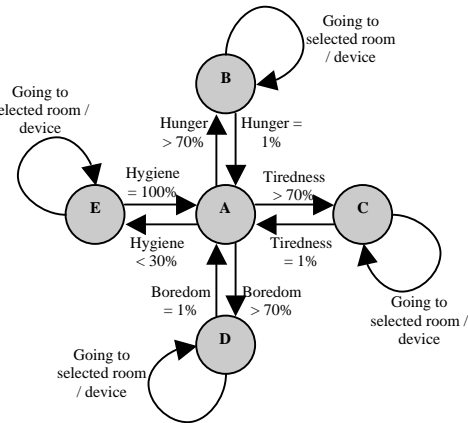 Going to
selected room /
device
B
Going to
elected room /
device
Hunger
> 70%
Hunger =
1%
Hygiene
= 100%
Tiredness
> 70%
E
A
C
Hygiene
< 30%
Tiredness
= 1%
Boredom
= 1%
Boredom
> 70%
Going to
selected room /
device
D
Going to
selected room
/ device